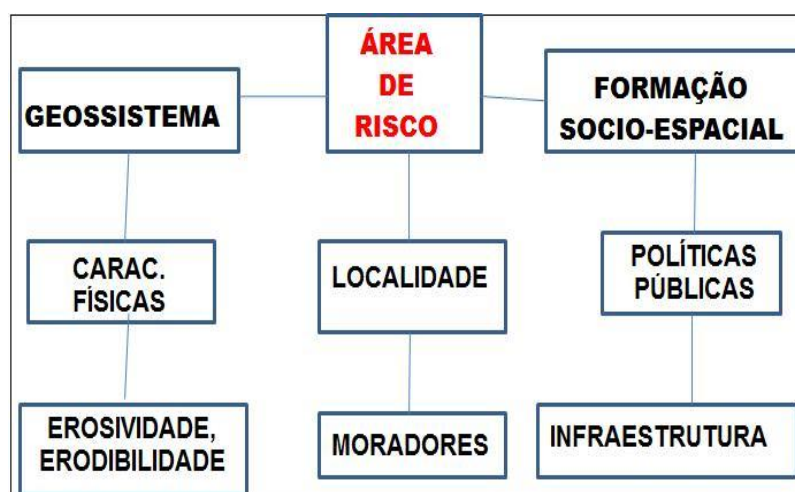 ÁREA
DE
RISCO
GEOSSISTEMA
FORMAÇÃO
SOCIO-ESPACIAL
CARAC.
FÍSICAS
LOCALIDADE
POLÍTICAS
PÚBLICAS
EROSIVIDADE,
ERODIBILIDADE
MORADORES
INFRAESTRUTURA